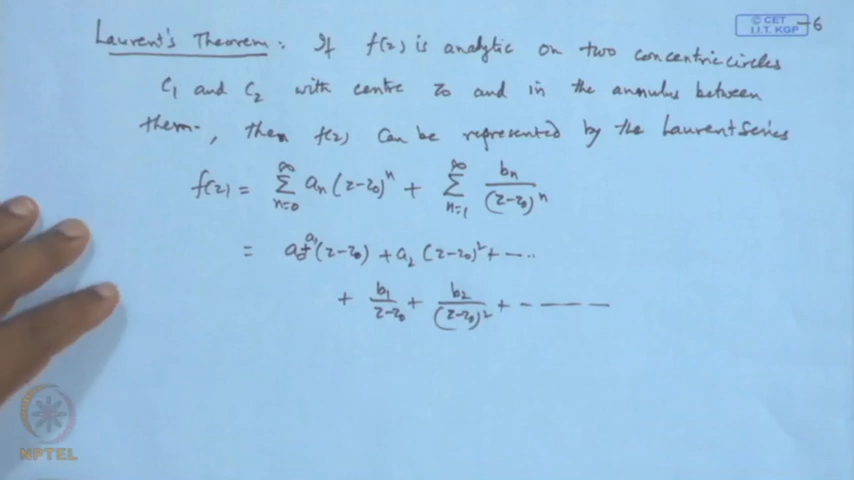 © CET
I.I.T. KGP
-6
Laurent's Theorem : If f(z) is analytic on two concentric circles
C₁ and C₂ with centre z₀ and in the annulus between
them, then f(z) can be represented by the Laurent Series
f(z) = ∑_{n=0}^{∞} aₙ(z-z₀)ⁿ + ∑_{n=1}^{∞} bₙ/(z-z₀)ⁿ
= a₀ + a₁(z-z₀) + a₂(z-z₀)² + ----
+ b₁/(z-z₀) + b₂/(z-z₀)² + - — — —
NPTEL